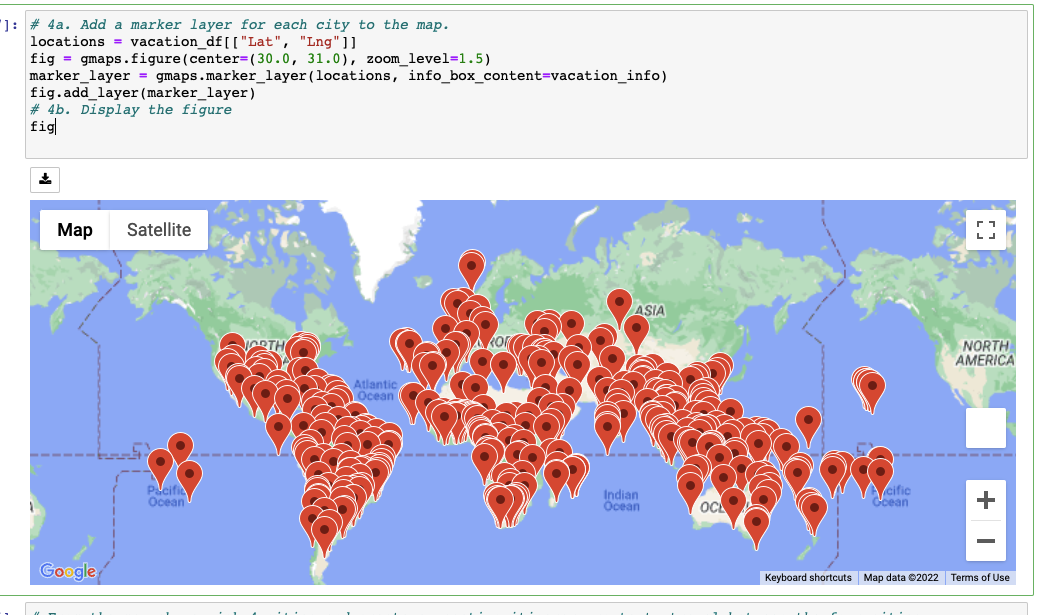 ]:
# 4a. Add a marker layer for each city to the map.
locations = vacation_df[["Lat", "Lng"]]
fig = gmaps.figure(center=(30.0, 31.0), zoom_level=1.5)
marker_layer = gmaps.marker_layer(locations, info_box_content=vacation_info)
fig.add_layer(marker_layer)
# 4b. Display the figure
fig
Map Satellite
ASIA
NORTH
NORTH
AMERICA
Atlantic
Ocean
Pacific
Ocean
Indian
Ocean
Ocean
Google
Keyboard shortcuts Map data ©2022 Terms of Use